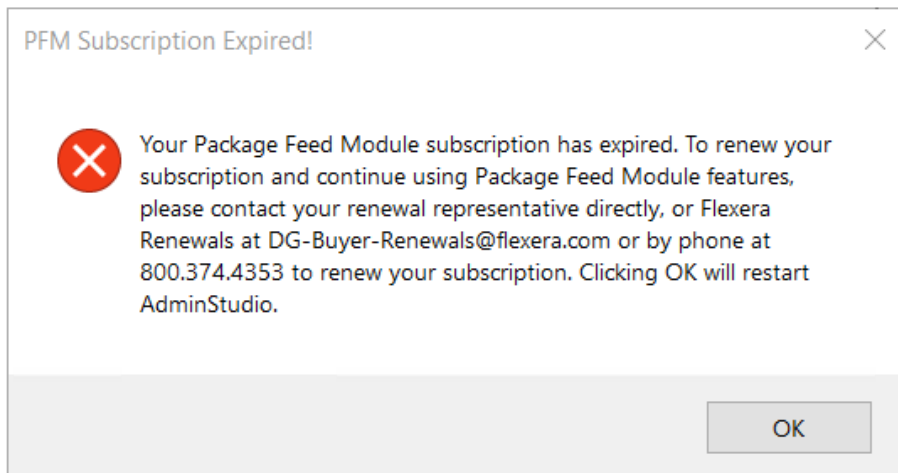 PFM Subscription Expired!
Your Package Feed Module subscription has expired. To renew your
subscription and continue using Package Feed Module features,
please contact your renewal representative directly, or Flexera
Renewals at DG-Buyer-Renewals@flexera.com or by phone at
800.374.4353 to renew your subscription. Clicking OK will restart
AdminStudio.
OK